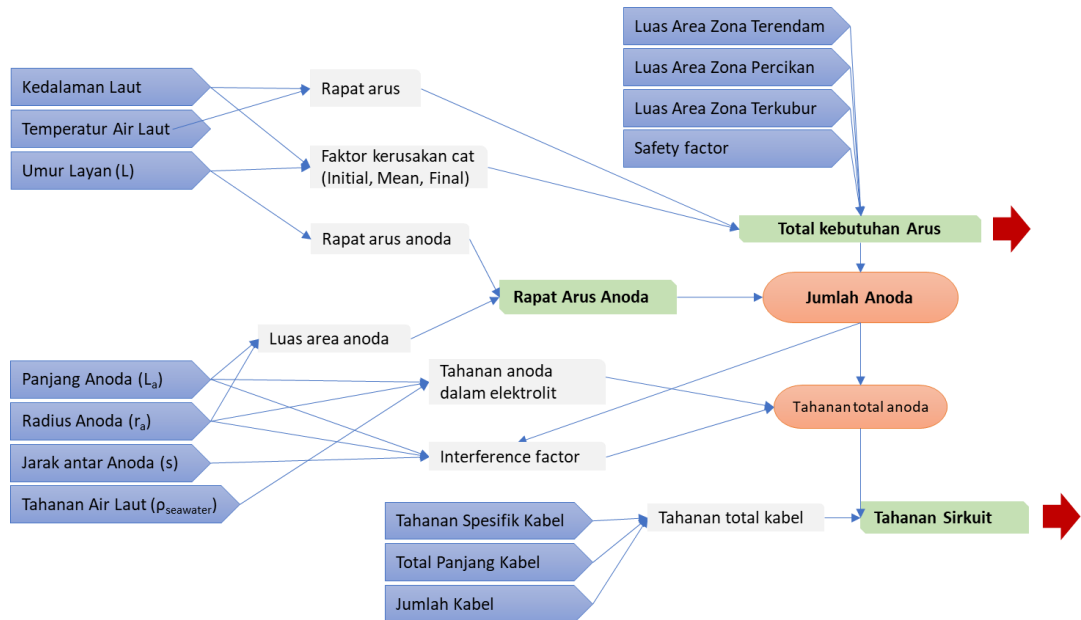 Luas Area Zona Terendam
Luas Area Zona Percikan
Luas Area Zona Terkubur
Safety factor
Kedalaman Laut
Temperatur Air Laut
Umur Layan (L)
Rapat arus
Faktor kerusakan cat
(Initial, Mean, Final)
Rapat arus anoda
Total kebutuhan Arus
Rapat Arus Anoda
Jumlah Anoda
Luas area anoda
Panjang Anoda (Lₐ)
Radius Anoda (rₐ)
Jarak antar Anoda (s)
Tahanan Air Laut (ρseawater)
Tahanan anoda
dalam elektrolit
Interference factor
Tahanan total anoda
Tahanan Spesifik Kabel
Total Panjang Kabel
Jumlah Kabel
Tahanan total kabel
Tahanan Sirkuit